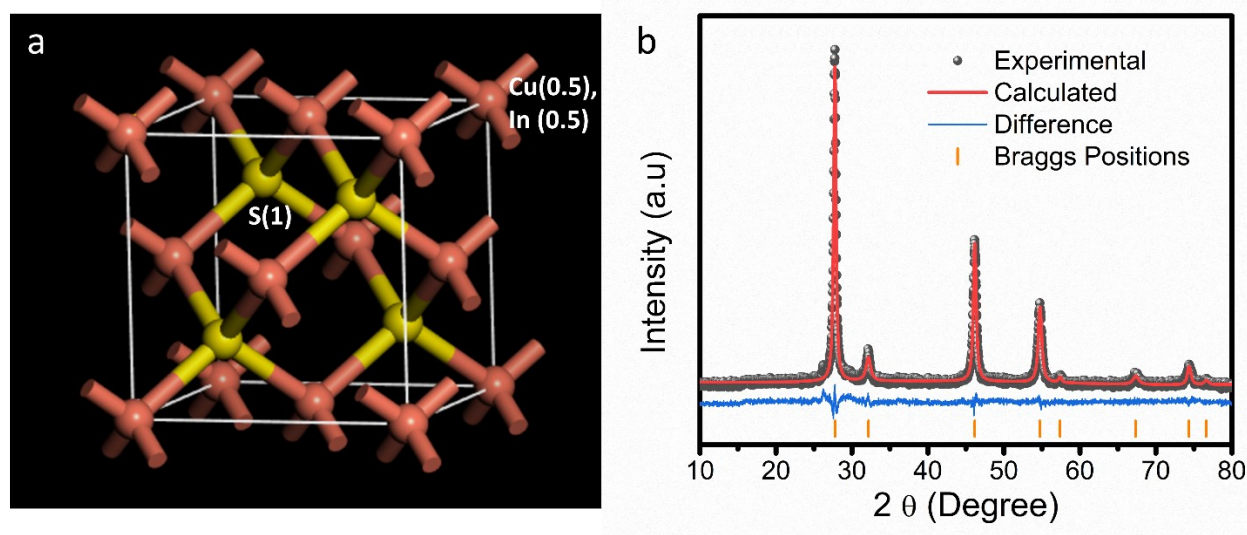 a
Cu(0.5),
In (0.5)
S(1)
b
Intensity (a.u)
Experimental
Calculated
Difference
Braggs Positions
10 20 30 40 50 60 70 80
2 θ (Degree)